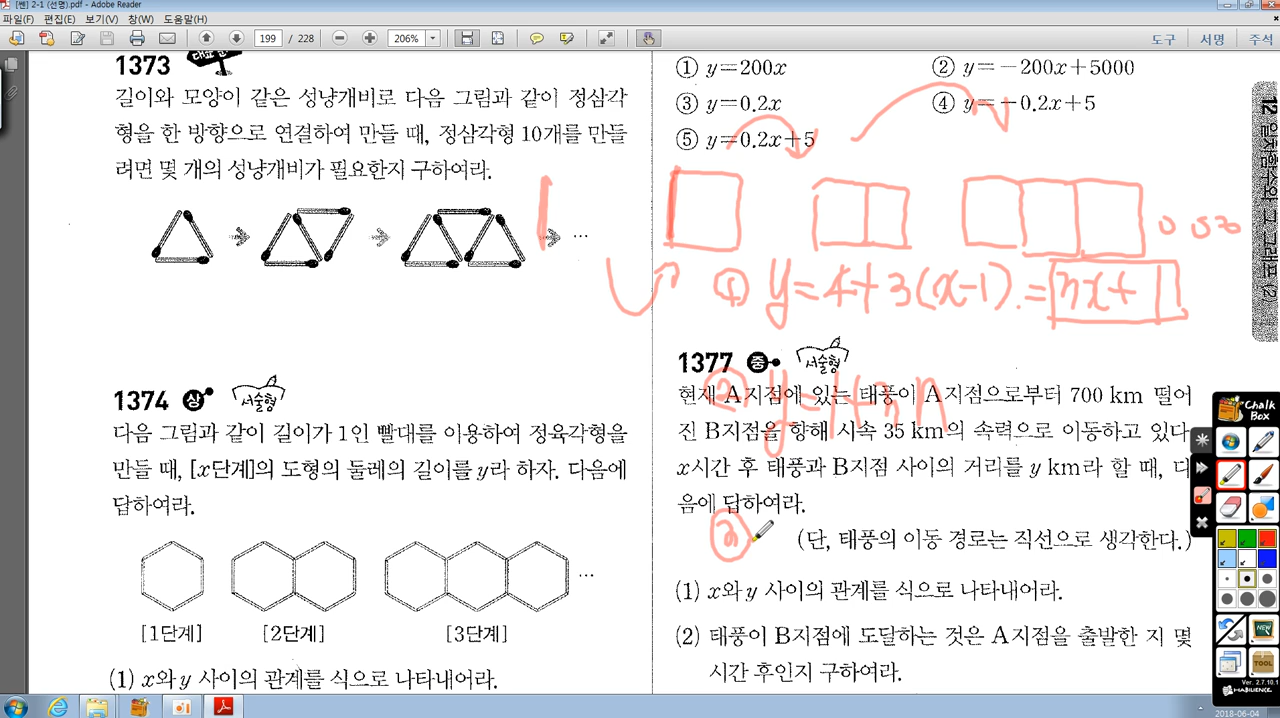 [쎈] 2-1 (선명).pdf - Adobe Reader
파일(F) 편집(E) 보기(V) 창(W) 도움말(H)
199 / 228 206% 도구 서명 주석
1373
길이와 모양이 같은 성냥개비로 다음 그림과 같이 정삼각
형을 한 방향으로 연결하여 만들 때, 정삼각형 10개를 만들
려면 몇 개의 성냥개비가 필요한지 구하여라.
…
1374 상 서술형
다음 그림과 같이 길이가 1인 빨대를 이용하여 정육각형을
만들 때, [x단계]의 도형의 둘레의 길이를 y라 하자. 다음에
답하여라.
…
[1단계] [2단계] [3단계]
(1) x와 y 사이의 관계를 식으로 나타내어라.
① y=200x ② y=-200x+5000
③ y=0.2x ④ y=-0.2x+5
⑤ y=0.2x+5
① y=4+3(x-1).=3x+1
1377 중 서술형
② y=1+3n
현재 A지점에 있는 태풍이 A지점으로부터 700 km 떨어
진 B지점을 향해 시속 35 km의 속력으로 이동하고 있다.
x시간 후 태풍과 B지점 사이의 거리를 y km라 할 때, 다
음에 답하여라.
(단, 태풍의 이동 경로는 직선으로 생각한다.)
(1) x와 y 사이의 관계를 식으로 나타내어라.
(2) 태풍이 B지점에 도달하는 것은 A지점을 출발한 지 몇
시간 후인지 구하여라.
12 일차함수와 그 그래프 ⑵
Chalk Box
NEW
TOOL
Ver. 2.7.10.1
HABILIENCE
2018-06-04